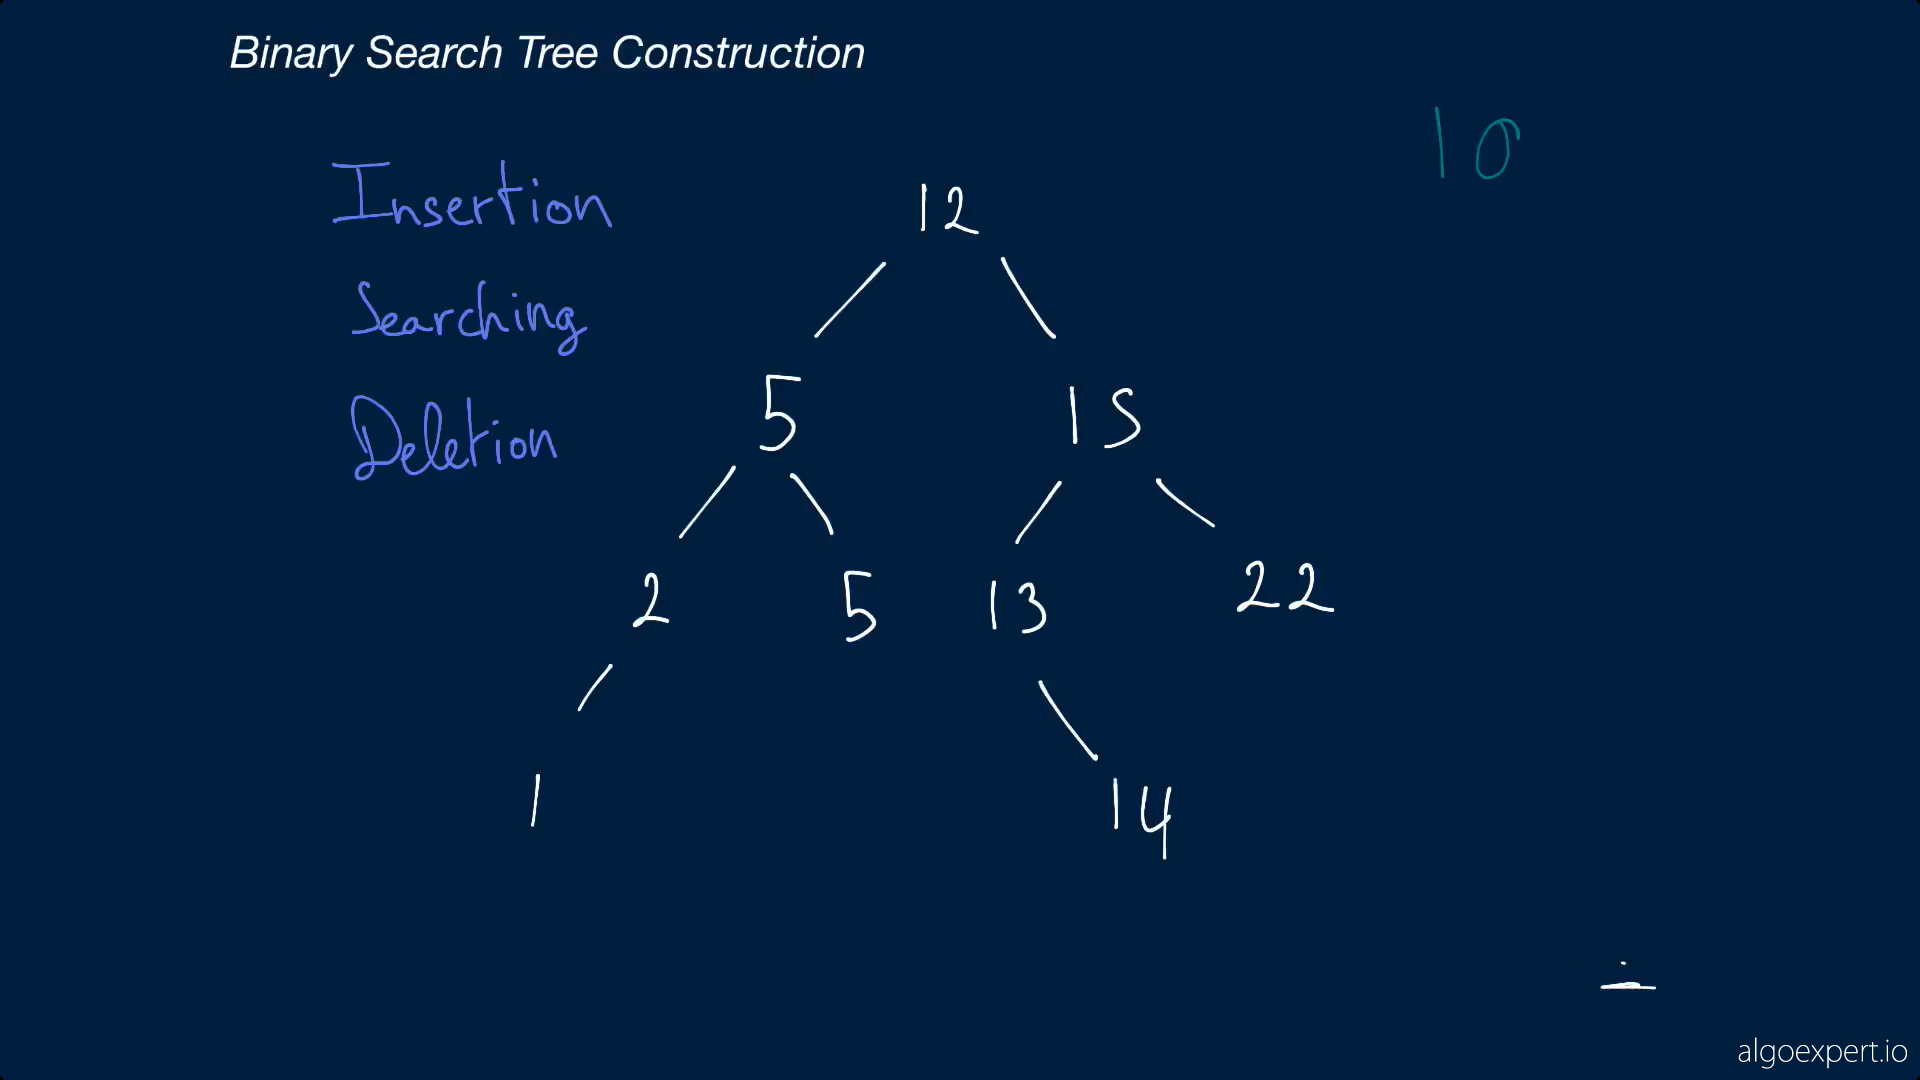 Binary Search Tree Construction
10
Insertion
12
Searching
5 15
Deletion
2 5 13 22
1 14
algoexpert.io